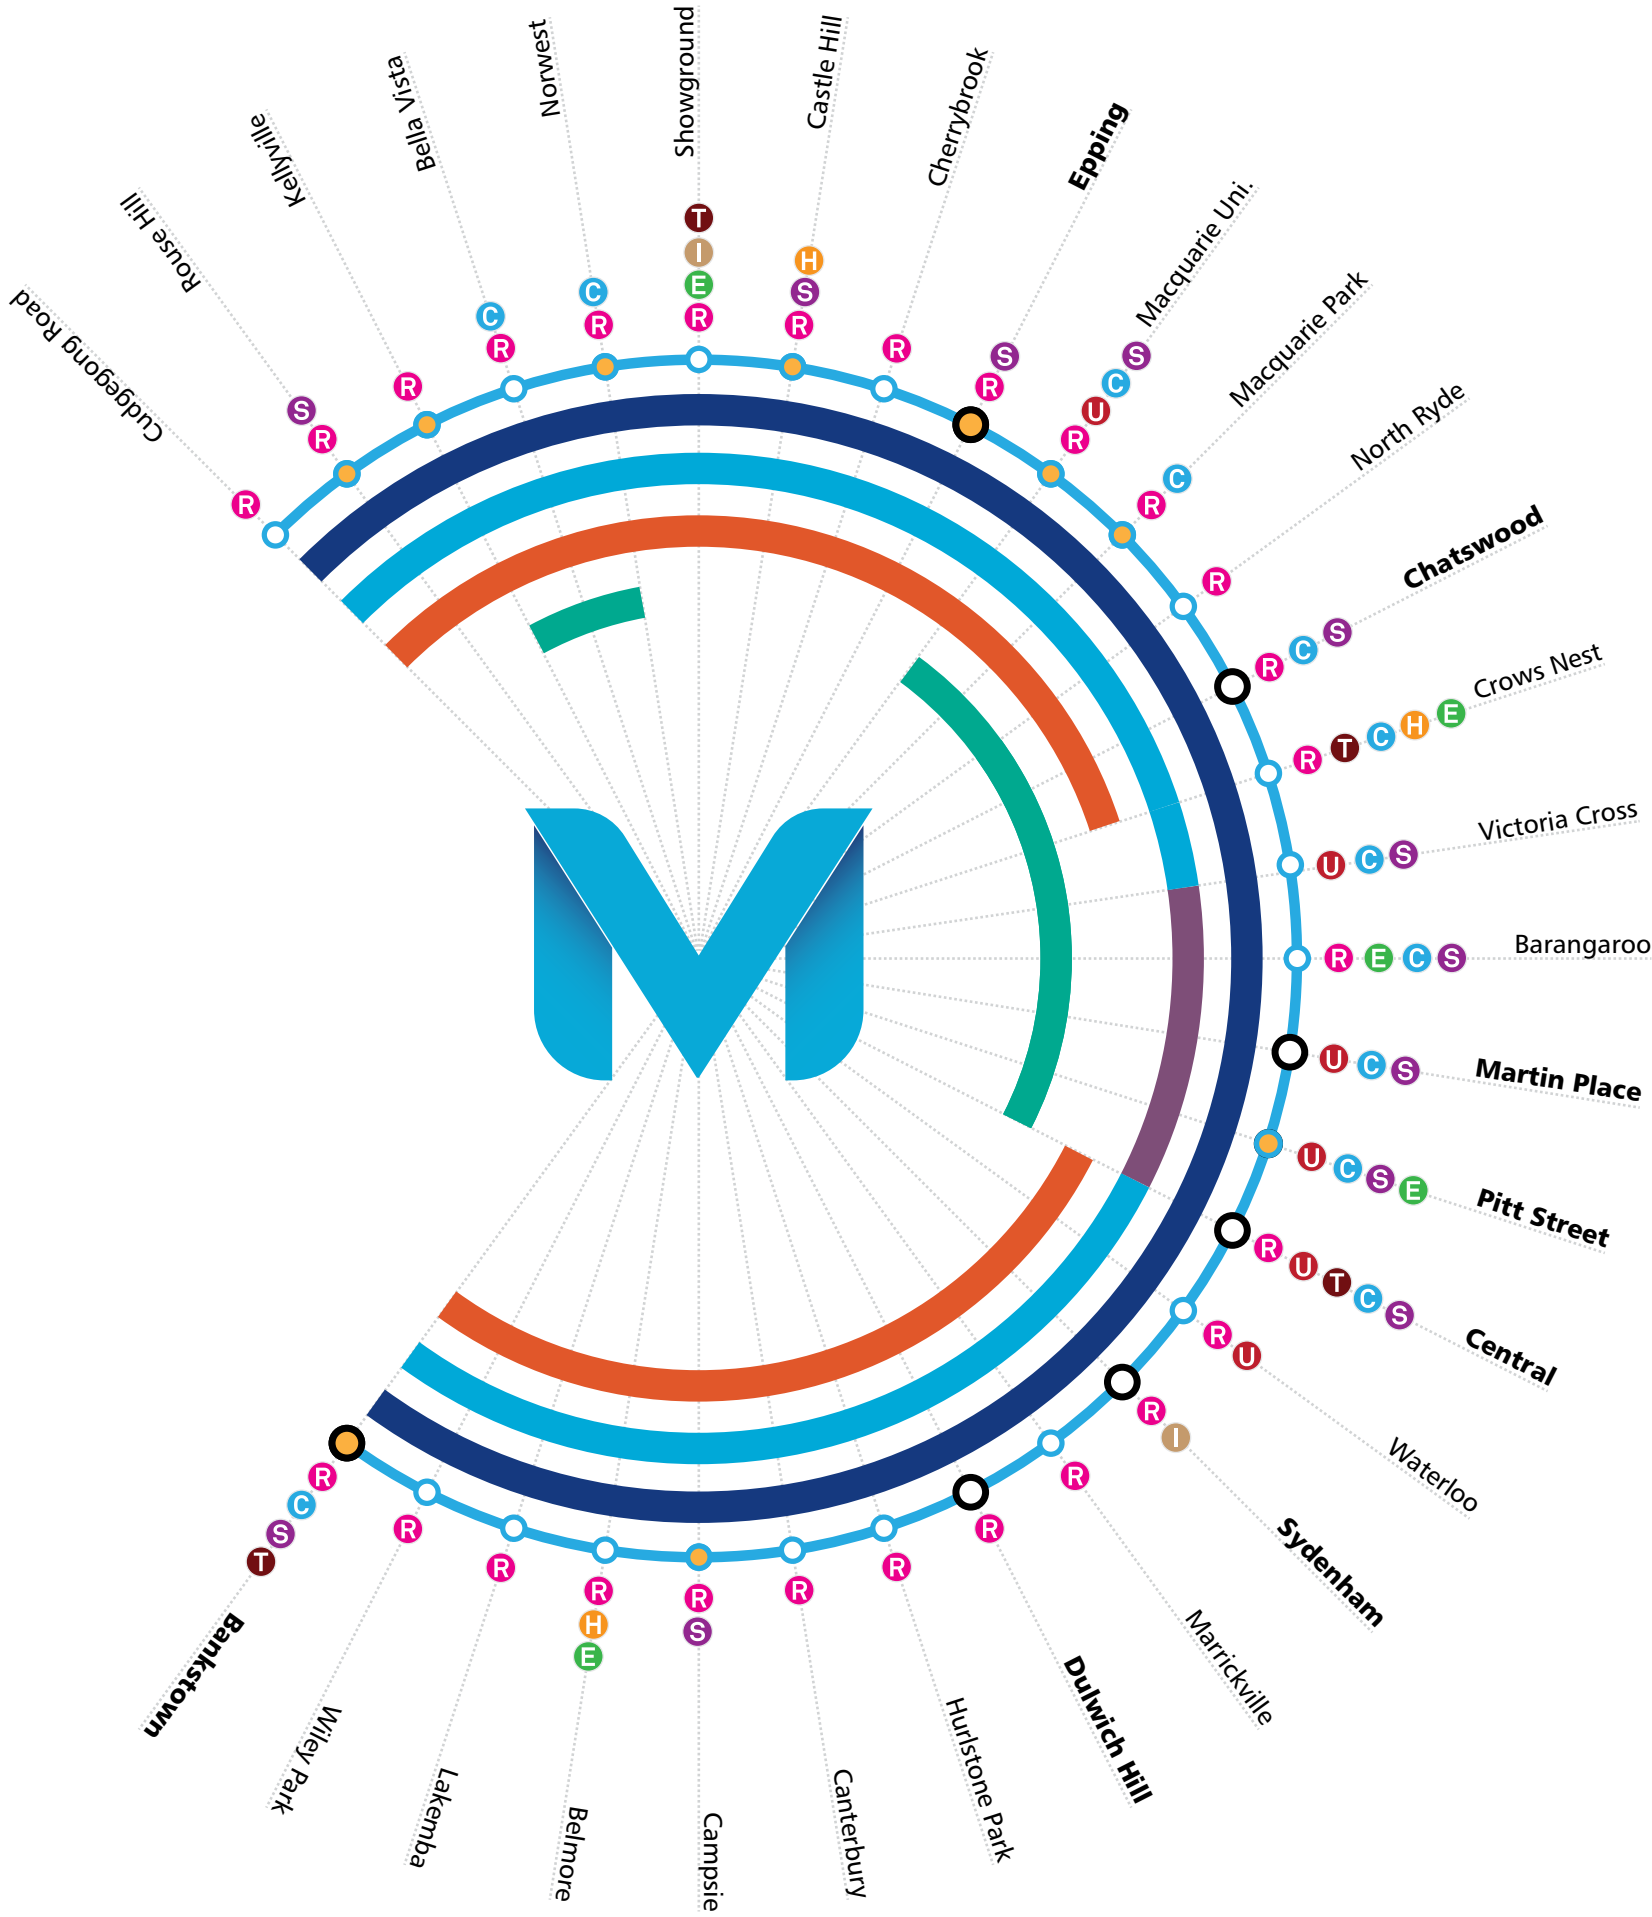 Cudgegong Road
R
Rouse Hill
S
R
Kellyville
R
Bella Vista
C
R
Norwest
C
R
Showground
T
I
E
R
Castle Hill
H
S
R
Cherrybrook
R
Epping
S
R
Macquarie Uni.
S
C
U
R
Macquarie Park
C
R
North Ryde
R
Chatswood
R C S
Crows Nest
R T C H E
Victoria Cross
U C S
Barangaroo
R E C S
Martin Place
U C S
Pitt Street
U C S E
Central
R U T C S
Waterloo
R U
Sydenham
R I
Marrickville
R
Dulwich Hill
R
Hurlstone Park
R
Canterbury
R
Campsie
R
S
Belmore
R
H
E
Lakemba
R
Wiley Park
R
Bankstown
R
C
S
T
M